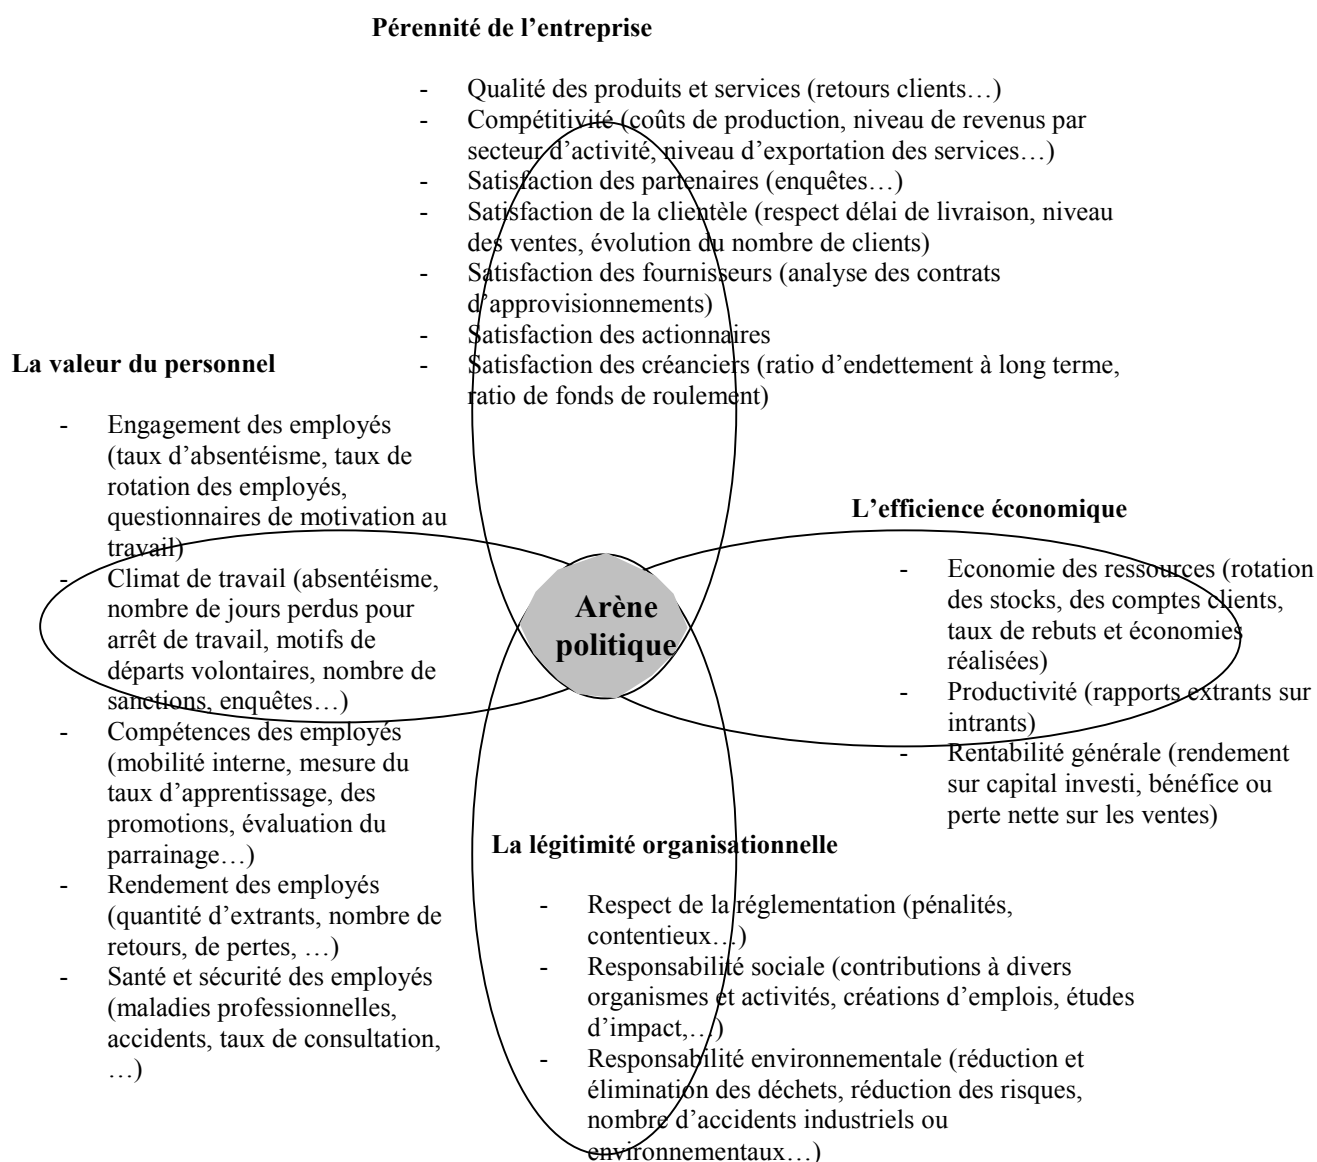 Pérennité de l’entreprise
- Qualité des produits et services (retours clients…)
- Compétitivité (coûts de production, niveau de revenus par
secteur d’activité, niveau d’exportation des services…)
- Satisfaction des partenaires (enquêtes…)
- Satisfaction de la clientèle (respect délai de livraison, niveau
des ventes, évolution du nombre de clients)
- Satisfaction des fournisseurs (analyse des contrats
d’approvisionnements)
- Satisfaction des actionnaires
- Satisfaction des créanciers (ratio d’endettement à long terme,
ratio de fonds de roulement)
La valeur du personnel
- Engagement des employés
(taux d’absentéisme, taux de
rotation des employés,
questionnaires de motivation au
travail)
- Climat de travail (absentéisme,
nombre de jours perdus pour
arrêt de travail, motifs de
départs volontaires, nombre de
sanctions, enquêtes…)
- Compétences des employés
(mobilité interne, mesure du
taux d’apprentissage, des
promotions, évaluation du
parrainage…)
- Rendement des employés
(quantité d’extrants, nombre de
retours, de pertes, …)
- Santé et sécurité des employés
(maladies professionnelles,
accidents, taux de consultation,
…)
Arène
politique
L’efficience économique
- Economie des ressources (rotation
des stocks, des comptes clients,
taux de rebuts et économies
réalisées)
- Productivité (rapports extrants sur
intrants)
- Rentabilité générale (rendement
sur capital investi, bénéfice ou
perte nette sur les ventes)
La légitimité organisationnelle
- Respect de la réglementation (pénalités,
contentieux…)
- Responsabilité sociale (contributions à divers
organismes et activités, créations d’emplois, études
d’impact,…)
- Responsabilité environnementale (réduction et
élimination des déchets, réduction des risques,
nombre d’accidents industriels ou
environnementaux…)